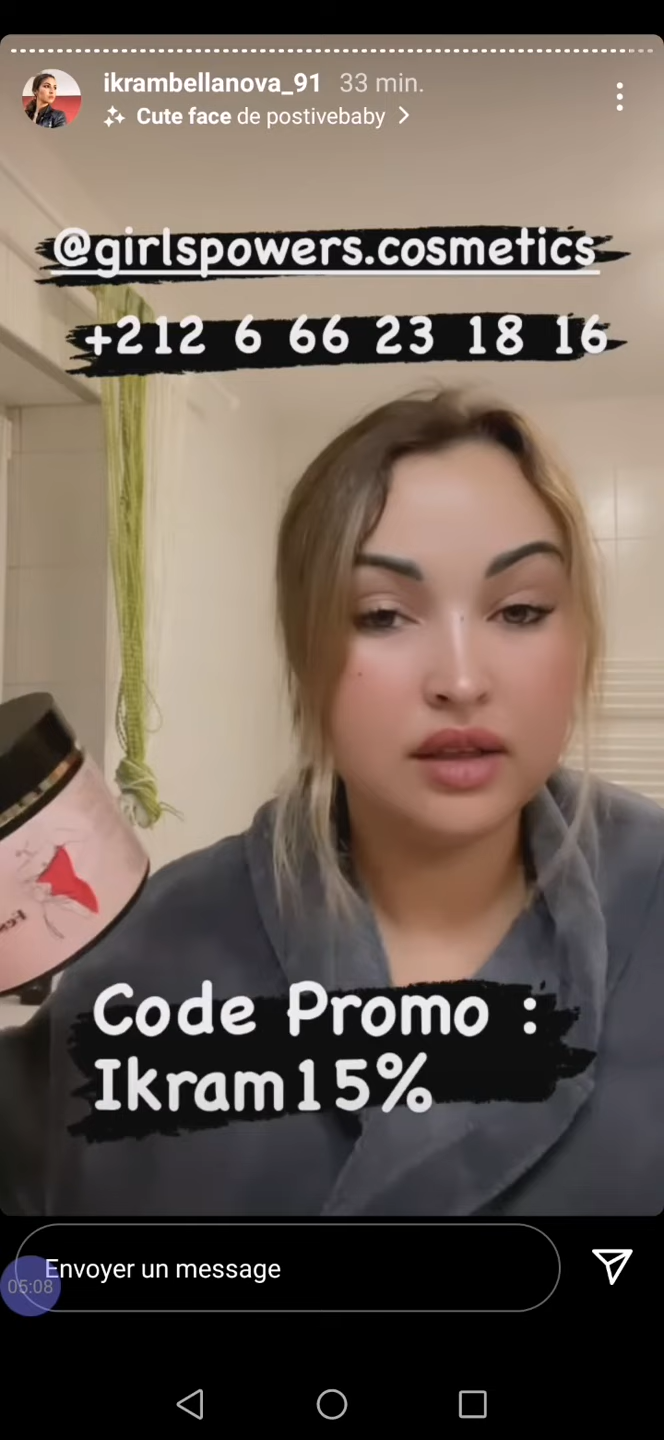 ikrambellanova_91 33 min.
Cute face de postivebaby
@girlspowers.cosmetics
+212 6 66 23 18 16
Code Promo :
Ikram15%
Envoyer un message
05:08